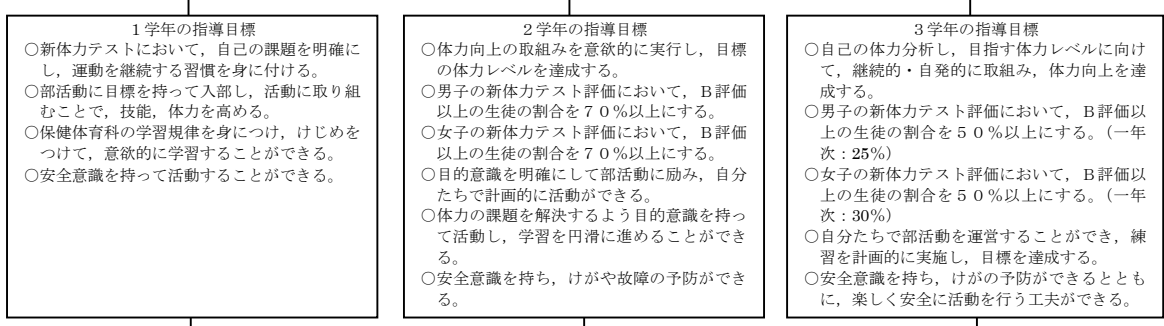 1学年の指導目標
○新体力テストにおいて，自己の課題を明確に
し，運動を継続する習慣を身に付ける。
○部活動に目標を持って入部し，活動に取り組
むことで，技能，体力を高める。
○保健体育科の学習規律を身につけ，けじめを
つけて，意欲的に学習することができる。
○安全意識を持って活動することができる。
2学年の指導目標
○体力向上の取組みを意欲的に実行し，目標
の体力レベルを達成する。
○男子の新体力テスト評価において，Ｂ評価
以上の生徒の割合を７０%以上にする。
○女子の新体力テスト評価において，Ｂ評価
以上の生徒の割合を７０%以上にする。
○目的意識を明確にして部活動に励み，自分
たちで計画的に活動ができる。
○体力の課題を解決するよう目的意識を持っ
て活動し，学習を円滑に進めることができ
る。
○安全意識を持ち，けがや故障の予防ができ
る。
3学年の指導目標
○自己の体力分析し，目指す体力レベルに向け
て，継続的・自発的に取組み，体力向上を達
成する。
○男子の新体力テスト評価において，Ｂ評価以
上の生徒の割合を５０%以上にする。（一年
次：25%）
○女子の新体力テスト評価において，Ｂ評価以
上の生徒の割合を５０%以上にする。（一年
次：30%）
○自分たちで部活動を運営することができ，練
習を計画的に実施し，目標を達成する。
○安全意識を持ち，けがの予防ができるととも
に，楽しく安全に活動を行う工夫ができる。